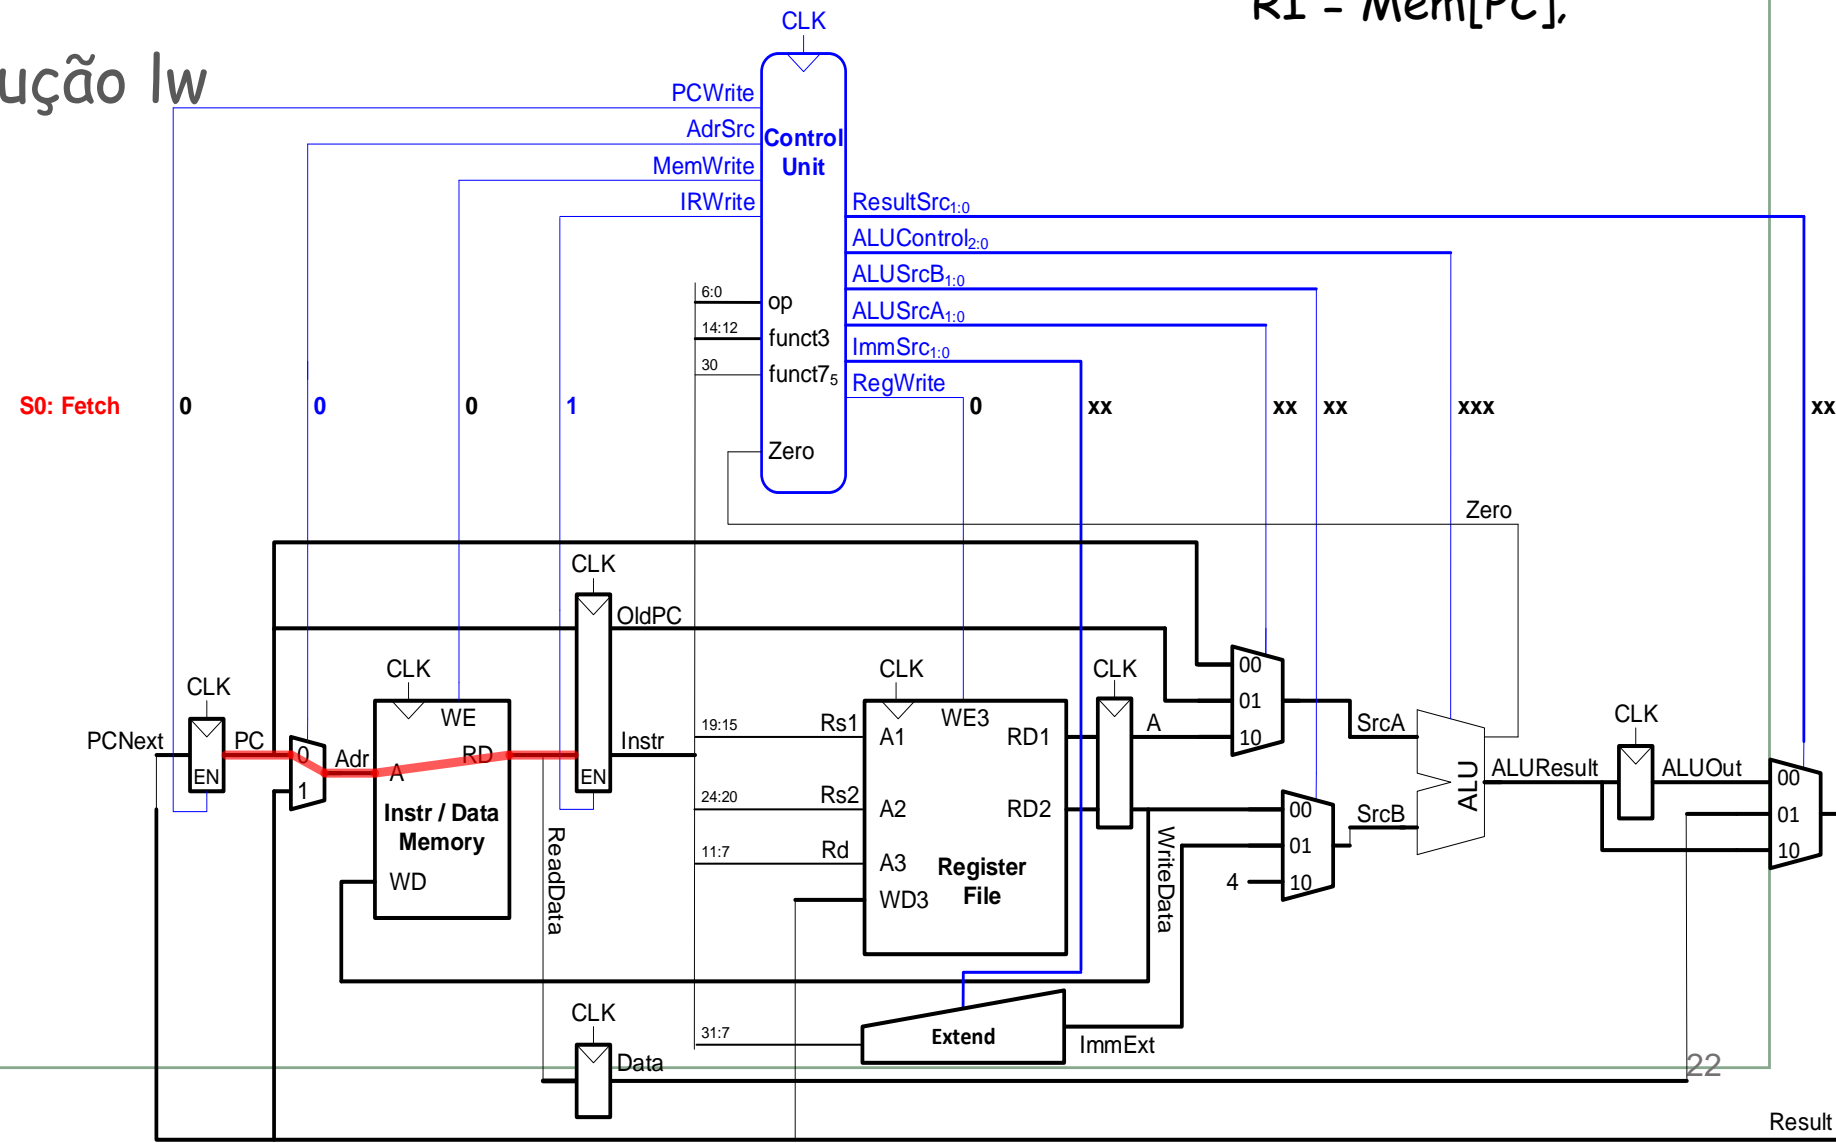 RI = Mem[PC];
ução lw
CLK
PCWrite
AdrSrc
MemWrite
IRWrite
Control
Unit
ResultSrc1:0
ALUControl2:0
ALUSrcB1:0
ALUSrcA1:0
ImmSrc1:0
RegWrite
6:0
op
14:12
funct3
30
funct75
Zero
S0: Fetch
0
0
0
1
0
xx
xx
xx
xxx
xx
Zero
CLK
OldPC
CLK
PCNext
EN
PC
0
1
Adr
CLK
WE
RD
A
Instr / Data
Memory
WD
ReadData
EN
Instr
19:15
Rs1
24:20
Rs2
11:7
Rd
CLK
WE3
A1
RD1
A2
RD2
A3
WD3
Register
File
CLK
A
WriteData
00
01
10
SrcA
00
01
10
4
SrcB
ALU
ALUResult
CLK
ALUOut
00
01
10
CLK
Data
31:7
Extend
ImmExt
22
Result